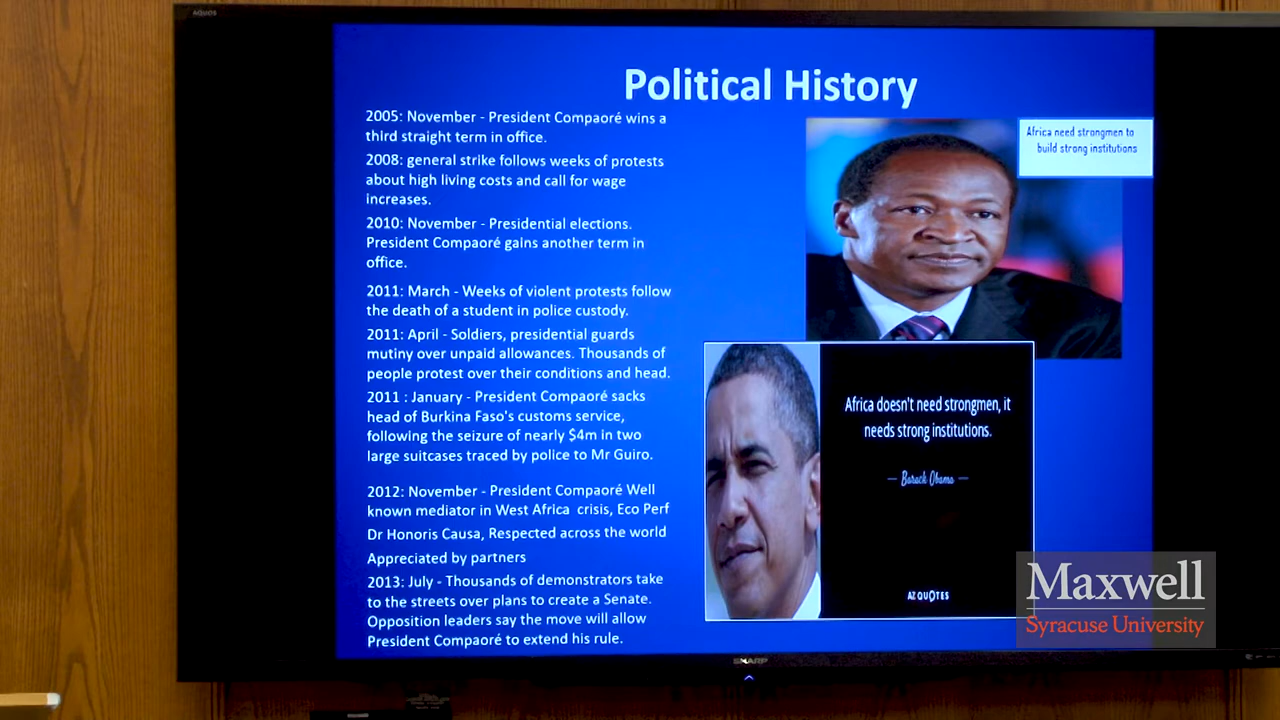 AQUOS
Political History
2005: November - President Compaoré wins a
third straight term in office.
2008: general strike follows weeks of protests
about high living costs and call for wage
increases.
2010: November - Presidential elections.
President Compaoré gains another term in
office.
2011: March - Weeks of violent protests follow
the death of a student in police custody.
2011: April - Soldiers, presidential guards
mutiny over unpaid allowances. Thousands of
people protest over their conditions and head.
2011 : January - President Compaoré sacks
head of Burkina Faso's customs service,
following the seizure of nearly $4m in two
large suitcases traced by police to Mr Guiro.
2012: November - President Compaoré Well
known mediator in West Africa crisis, Eco Perf
Dr Honoris Causa, Respected across the world
Appreciated by partners
2013: July - Thousands of demonstrators take
to the streets over plans to create a Senate.
Opposition leaders say the move will allow
President Compaoré to extend his rule.
Africa need strongmen to
build strong institutions
Africa doesn't need strongmen, it
needs strong institutions.
— Barack Obama —
AZ QUOTES
Maxwell
Syracuse University
SHARP